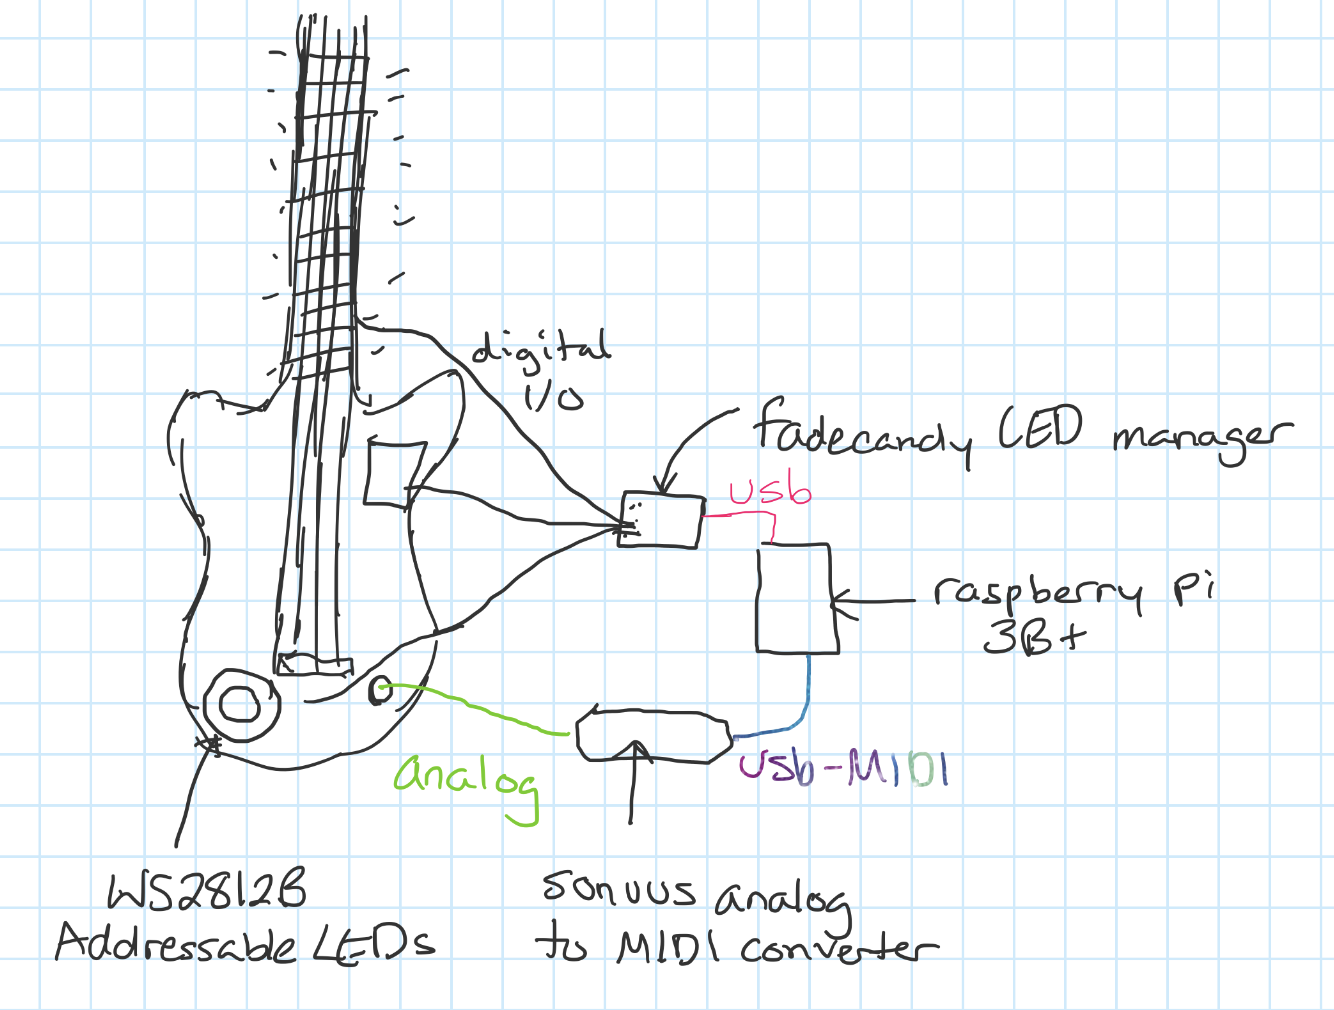 digital
I/O
fadecandy LED manager
usb
raspberry pi
3B+
analog
usb-MIDI
WS2812B
Addressable LEDs
sonuus analog
to MIDI converter